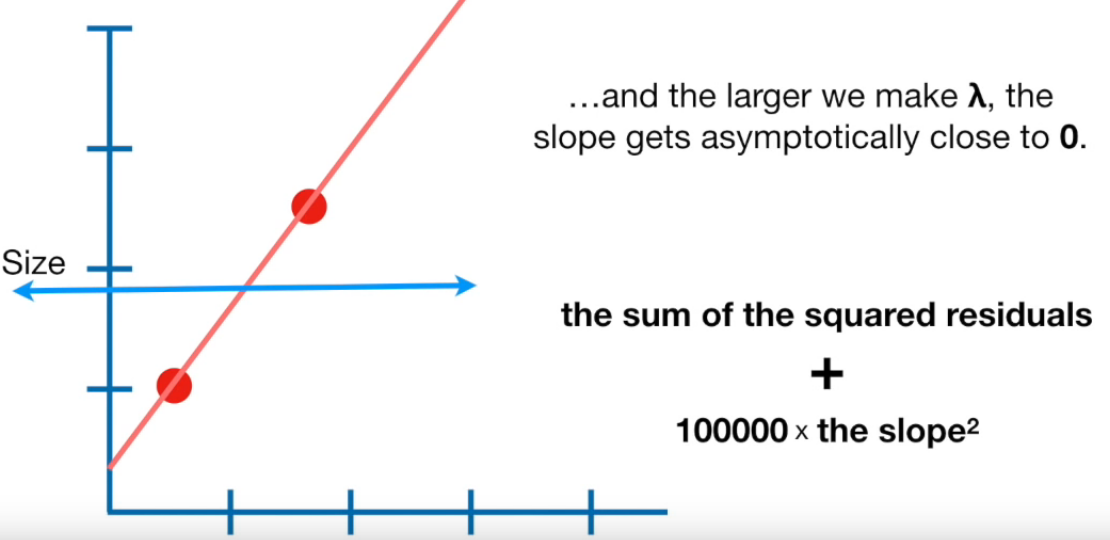 …and the larger we make λ, the
slope gets asymptotically close to 0.
Size
the sum of the squared residuals
+
100000 x the slope²